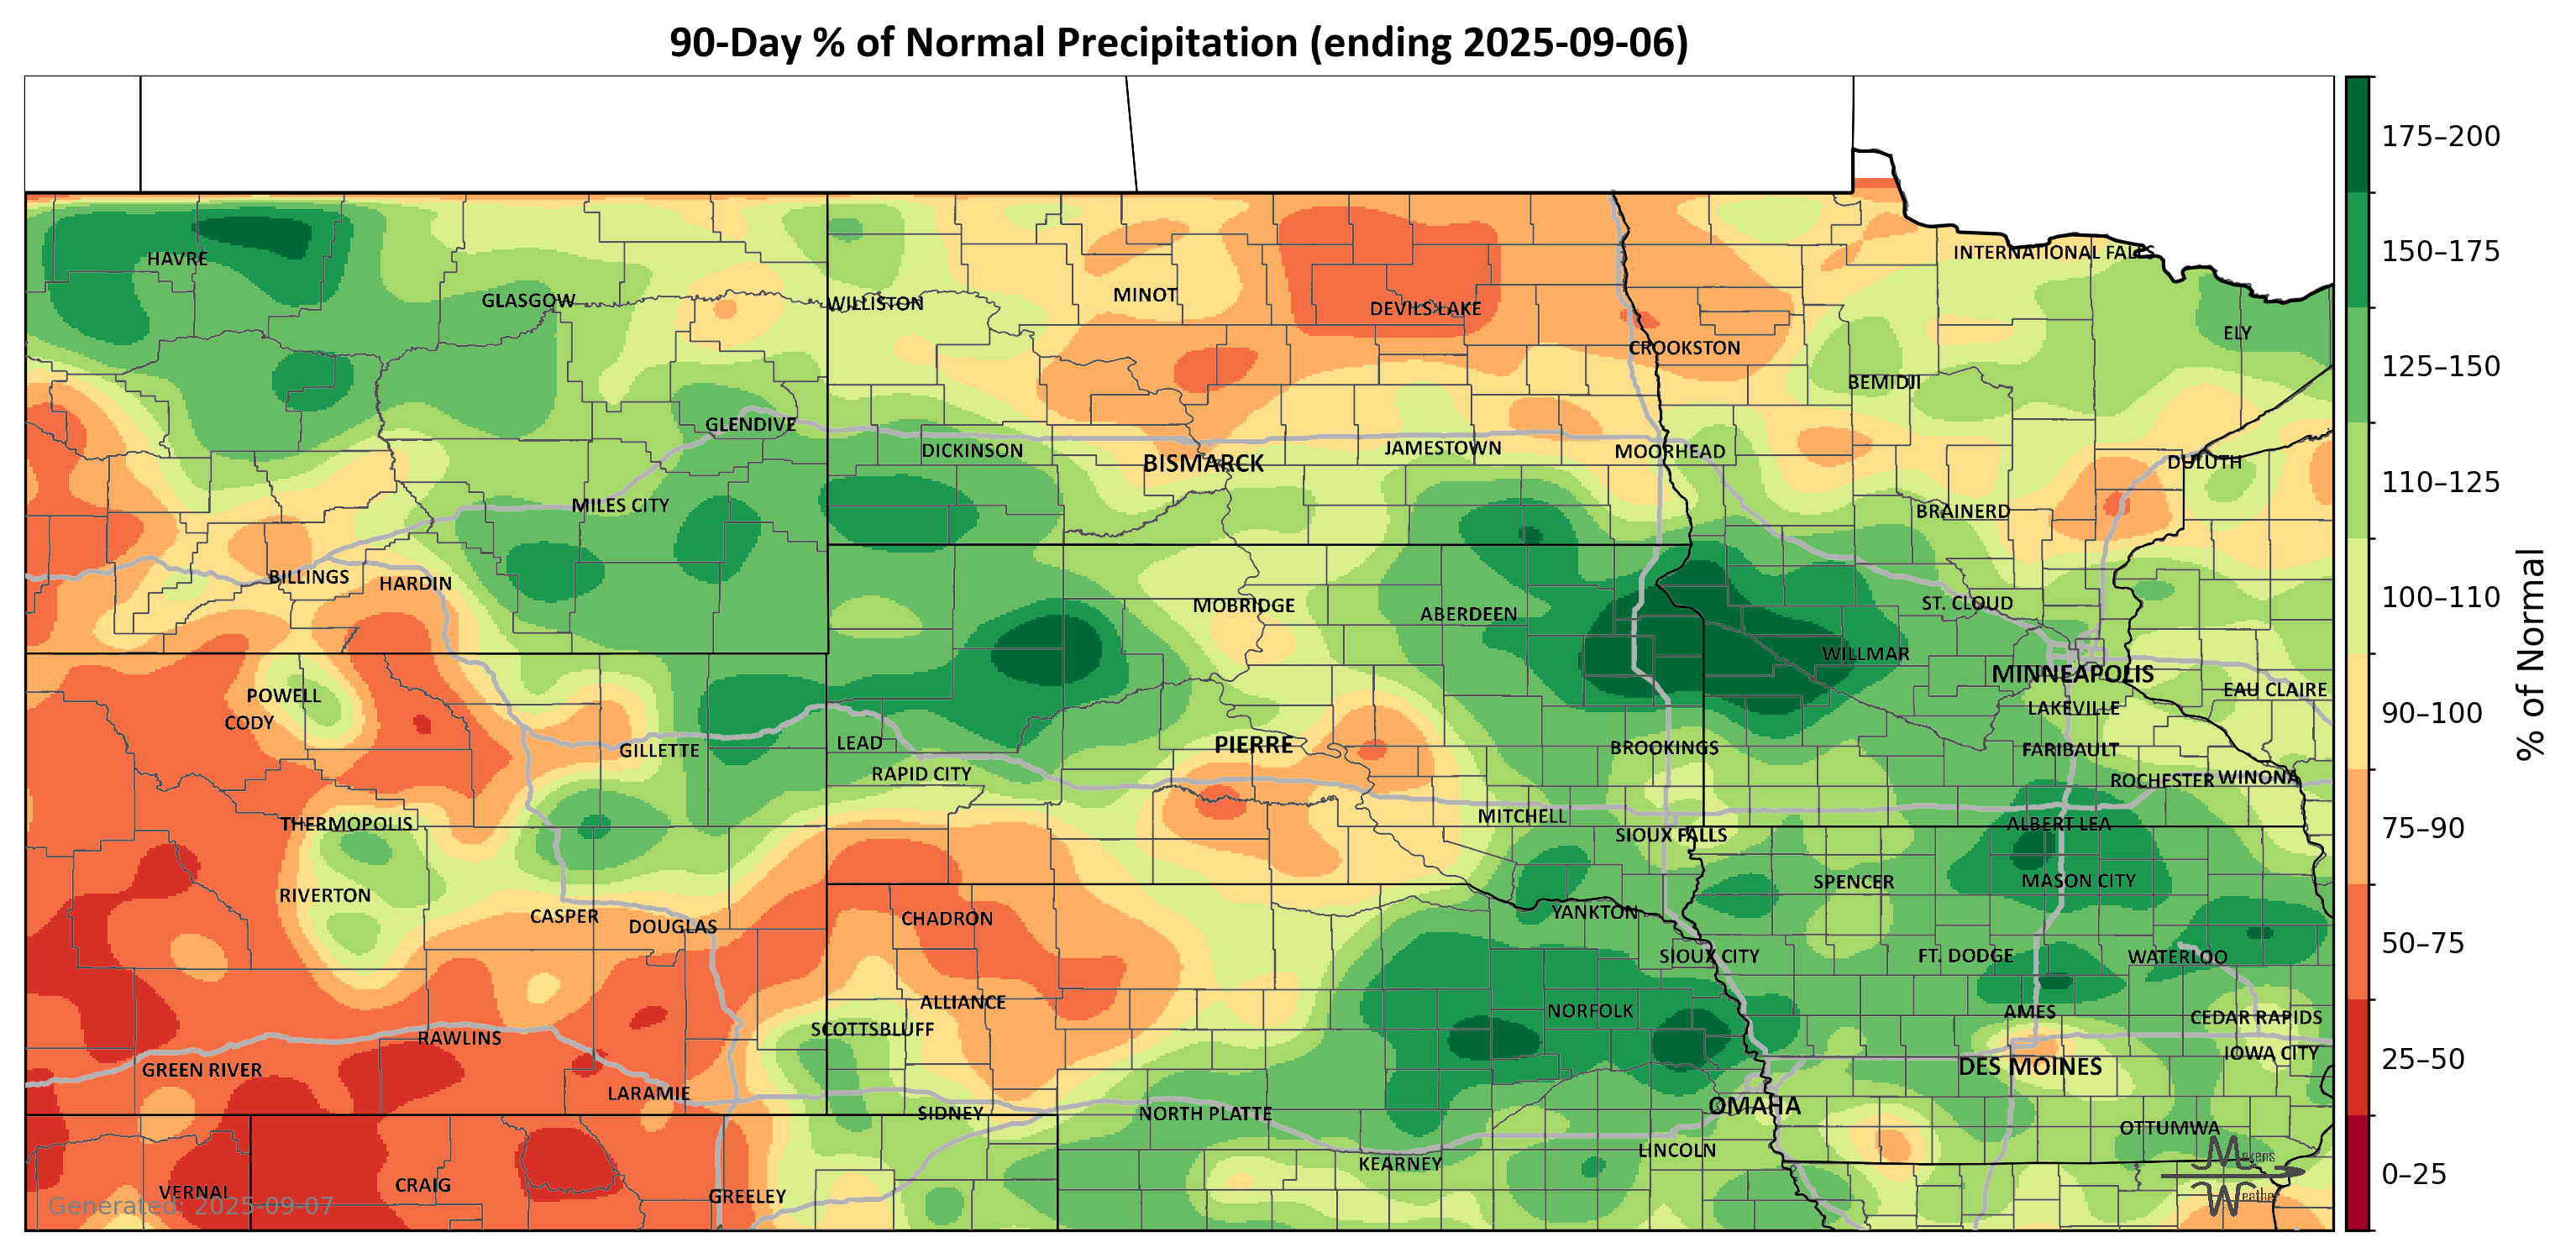 90-Day % of Normal Precipitation (ending 2025-09-06)
175–200
150–175
125–150
110–125
100–110
90–100
75–90
50–75
25–50
0–25
% of Normal
HAVRE
GLASGOW
WILLISTON
MINOT
DEVILS LAKE
CROOKSTON
INTERNATIONAL FALLS
ELY
BEMIDJI
GLENDIVE
DICKINSON
BISMARCK
JAMESTOWN
MOORHEAD
DULUTH
MILES CITY
BRAINERD
BILLINGS
HARDIN
MOBRIDGE
ABERDEEN
ST. CLOUD
WILLMAR
MINNEAPOLIS
EAU CLAIRE
POWELL
CODY
LAKEVILLE
GILLETTE
LEAD
PIERRE
BROOKINGS
FARIBAULT
RAPID CITY
ROCHESTER
WINONA
THERMOPOLIS
MITCHELL
SIOUX FALLS
ALBERT LEA
RIVERTON
SPENCER
MASON CITY
CASPER
DOUGLAS
CHADRON
YANKTON
SIOUX CITY
FT. DODGE
WATERLOO
ALLIANCE
NORFOLK
AMES
SCOTTSBLUFF
CEDAR RAPIDS
RAWLINS
IOWA CITY
GREEN RIVER
DES MOINES
LARAMIE
SIDNEY
NORTH PLATTE
OMAHA
OTTUMWA
LINCOLN
KEARNEY
VERNAL
CRAIG
GREELEY
Generated: 2025-09-07
Makens
Weather